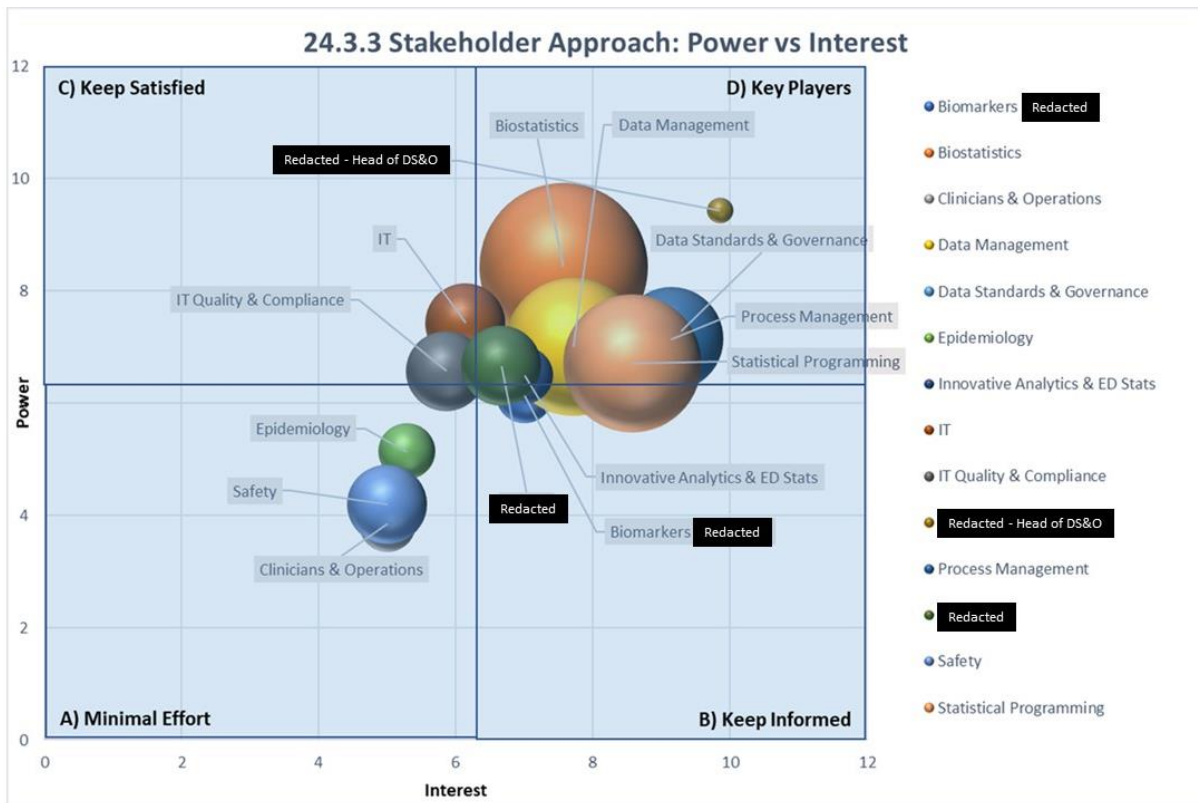 24.3.3 Stakeholder Approach: Power vs Interest
12
C) Keep Satisfied
D) Key Players
Biostatistics
Data Management
Redacted - Head of DS&O
10
IT
Data Standards & Governance
8
IT Quality & Compliance
Process Management
Statistical Programming
Power
Epidemiology
Safety
Innovative Analytics & ED Stats
Redacted
4
Biomarkers Redacted
Clinicians & Operations
2
A) Minimal Effort
B) Keep Informed
0
0
2
4
6
8
10
12
Interest
Biomarkers Redacted
Biostatistics
Clinicians & Operations
Data Management
Data Standards & Governance
Epidemiology
Innovative Analytics & ED Stats
IT
IT Quality & Compliance
Redacted - Head of DS&O
Process Management
Redacted
Safety
Statistical Programming